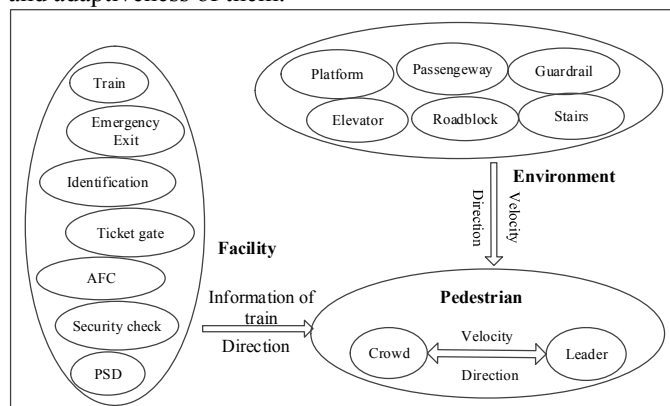 and adaptiveness of them.
Train
Emergency
Exit
Identification
Ticket gate
AFC
Security check
PSD
Facility
Information of
train
Direction
Platform
Passengeway
Guardrail
Elevator
Roadblock
Stairs
Environment
Direction
Velocity
Pedestrian
Crowd
Velocity
Direction
Leader